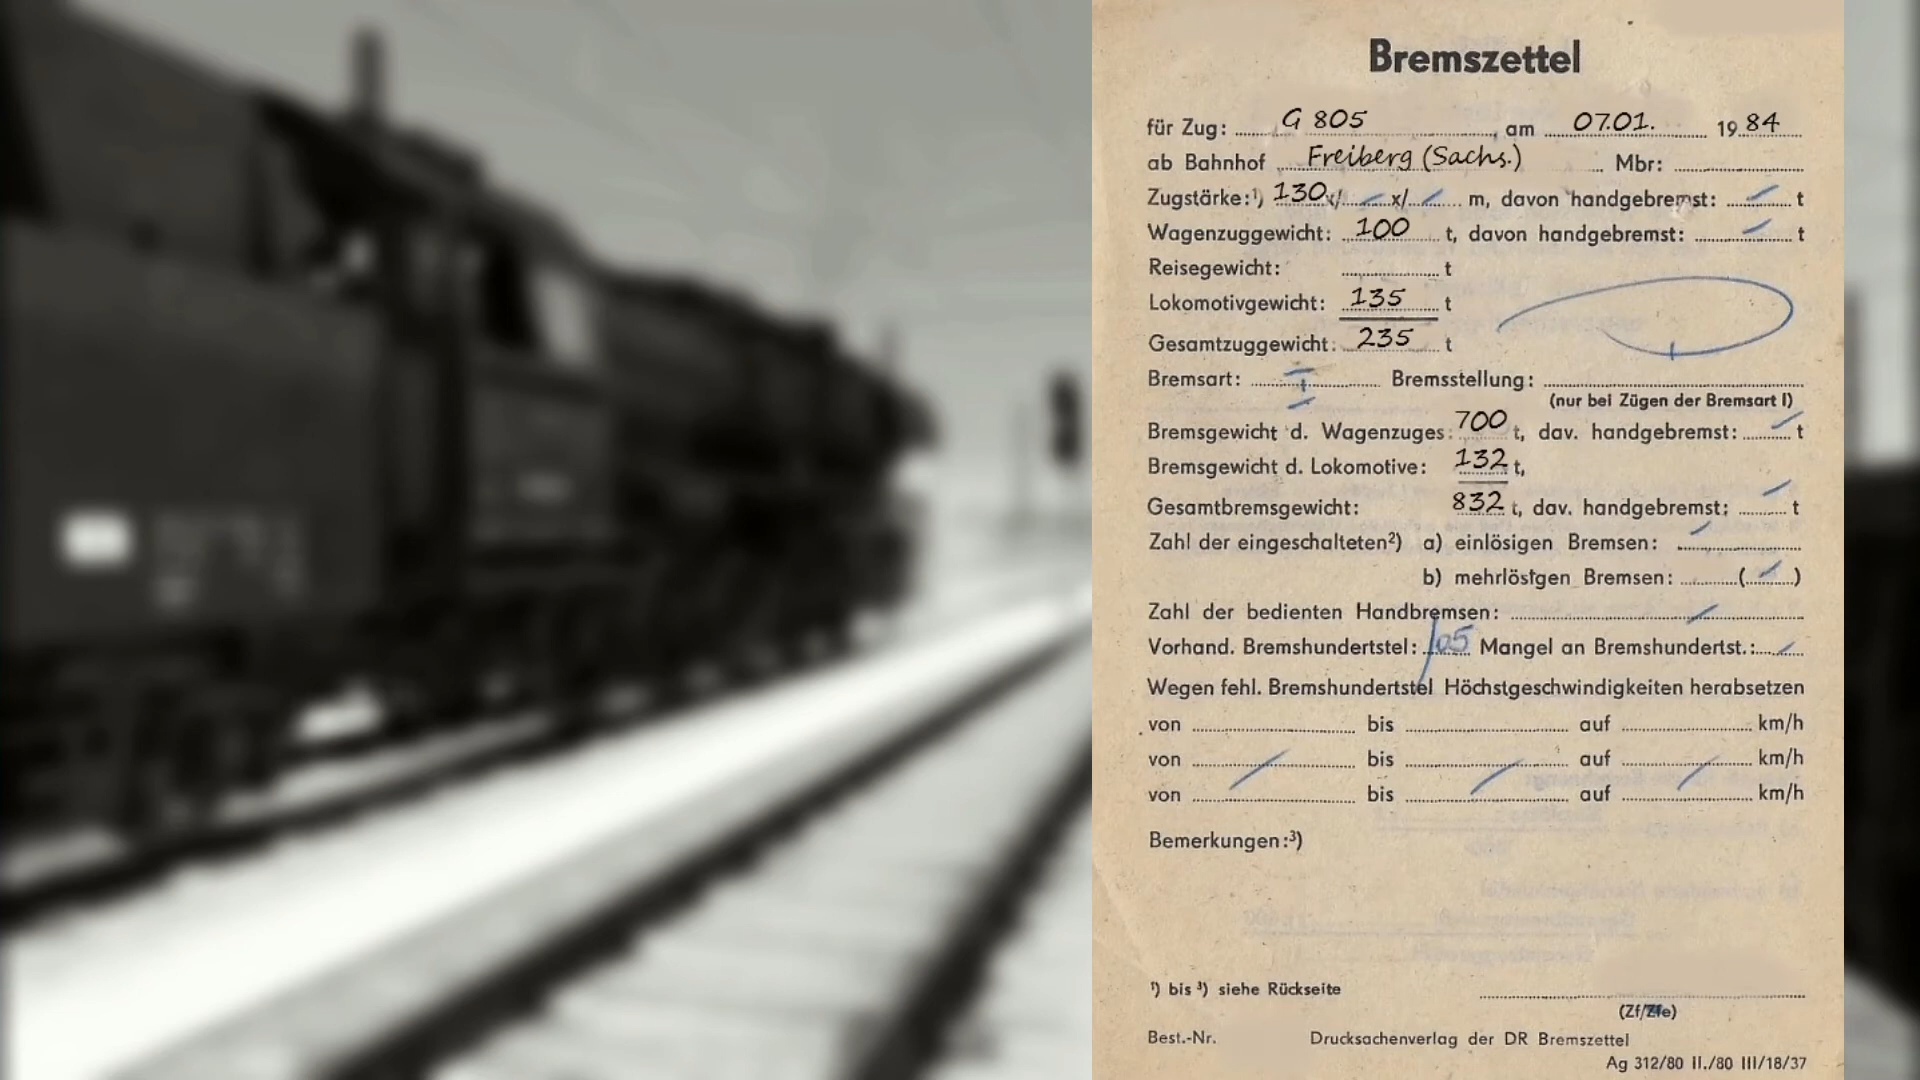 Bremszettel
für Zug: G 805, am 07.01. 1984
ab Bahnhof Freiberg (Sachs.) Mbr:
Zugstärke:¹) 130 x/ x/ m, davon handgebremst: t
Wagenzuggewicht: 100 t, davon handgebremst: t
Reisegewicht: t
Lokomotivgewicht: 135 t
Gesamtzuggewicht: 235 t
Bremsart: I Bremsstellung:
(nur bei Zügen der Bremsart I)
Bremsgewicht d. Wagenzuges: 700 t, dav. handgebremst: t
Bremsgewicht d. Lokomotive: 132 t,
Gesamtbremsgewicht: 832 t, dav. handgebremst: t
Zahl der eingeschalteten²) a) einlösigen Bremsen:
b) mehrlösigen Bremsen: ( )
Zahl der bedienten Handbremsen:
Vorhand. Bremshundertstel: 105 Mangel an Bremshundertst.:
Wegen fehl. Bremshundertstel Höchstgeschwindigkeiten herabsetzen
von bis auf km/h
von bis auf km/h
von bis auf km/h
Bemerkungen:³)
¹) bis ³) siehe Rückseite
(Zf/Zfe)
Best.-Nr. Drucksachenverlag der DR Bremszettel
Ag 312/80 II./80 III/18/37